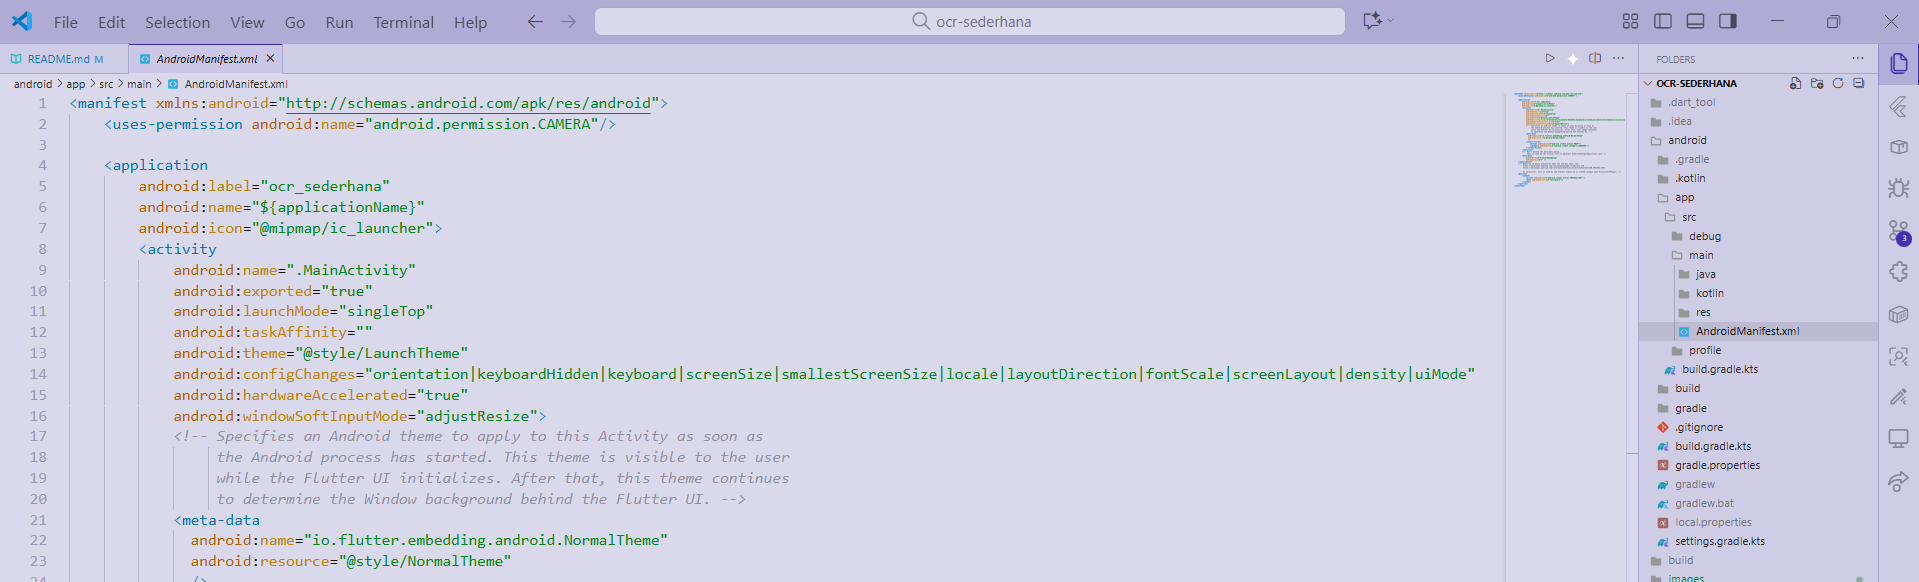 File Edit Selection View Go Run Terminal Help
ocr-sederhana
README.md M
AndroidManifest.xml
android > app > src > main > AndroidManifest.xml
1 <manifest xmlns:android="http://schemas.android.com/apk/res/android">
2 <uses-permission android:name="android.permission.CAMERA"/>
3
4 <application
5 android:label="ocr_sederhana"
6 android:name="${applicationName}"
7 android:icon="@mipmap/ic_launcher">
8 <activity
9 android:name=".MainActivity"
10 android:exported="true"
11 android:launchMode="singleTop"
12 android:taskAffinity=""
13 android:theme="@style/LaunchTheme"
14 android:configChanges="orientation|keyboardHidden|keyboard|screenSize|smallestScreenSize|locale|layoutDirection|fontScale|screenLayout|density|uiMode"
15 android:hardwareAccelerated="true"
16 android:windowSoftInputMode="adjustResize">
17 <!-- Specifies an Android theme to apply to this Activity as soon as
18 the Android process has started. This theme is visible to the user
19 while the Flutter UI initializes. After that, this theme continues
20 to determine the Window background behind the Flutter UI. -->
21 <meta-data
22 android:name="io.flutter.embedding.android.NormalTheme"
23 android:resource="@style/NormalTheme"
24 />
FOLDERS
OCR-SEDERHANA
.dart_tool
.idea
android
.gradle
.kotlin
app
src
debug
main
java
kotlin
res
AndroidManifest.xml
profile
build.gradle.kts
build
gradle
.gitignore
build.gradle.kts
gradle.properties
gradlew
gradlew.bat
local.properties
settings.gradle.kts
build
images
3